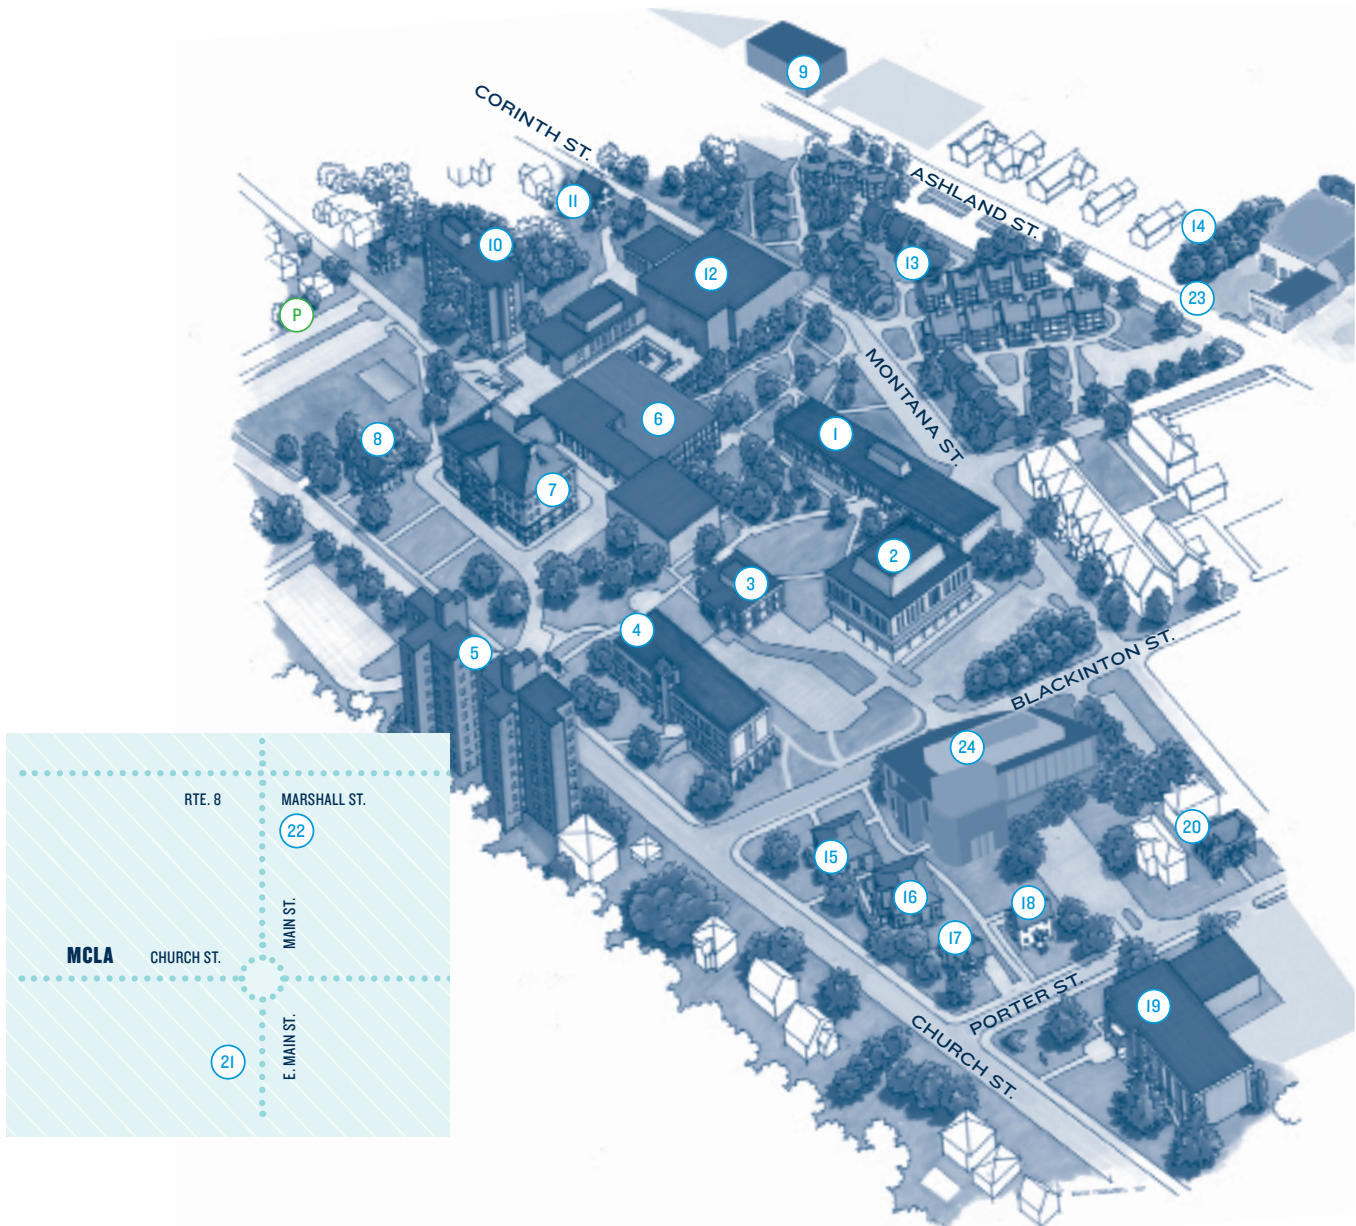 9
CORINTH ST.
ASHLAND ST.
11
14
10
12
13
23
P
MONTANA ST.
6
1
8
7
2
3
4
5
BLACKINTON ST.
24
RTE. 8
MARSHALL ST.
22
20
15
16
18
17
MAIN ST.
MCLA
CHURCH ST.
PORTER ST.
19
CHURCH ST.
E. MAIN ST.
21